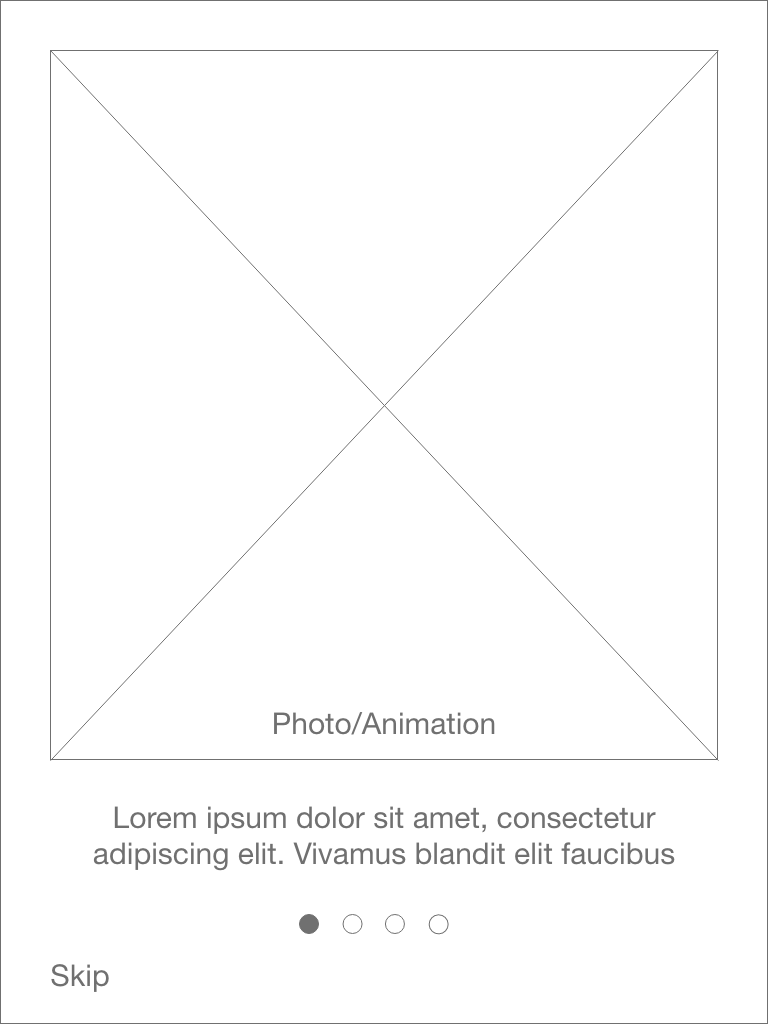 Photo/Animation
Lorem ipsum dolor sit amet, consectetur
adipiscing elit. Vivamus blandit elit faucibus
Skip